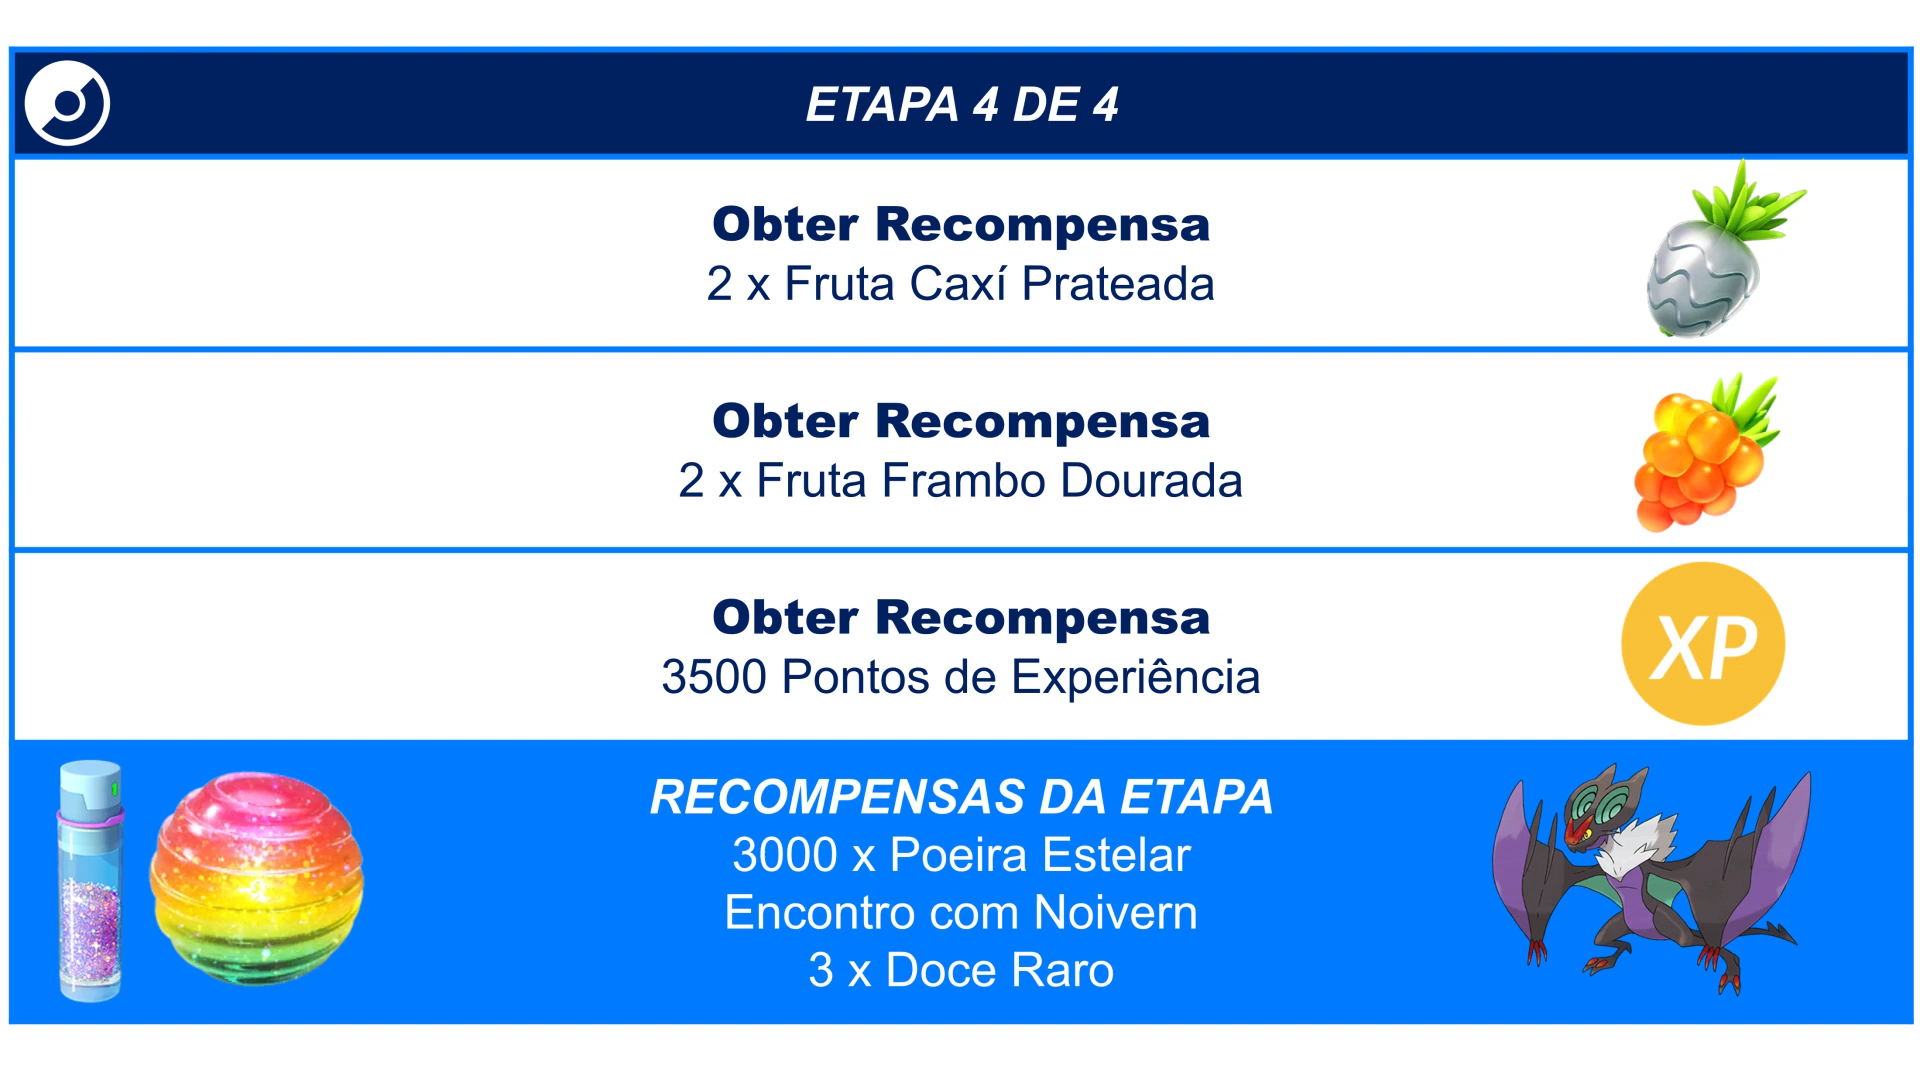 ETAPA 4 DE 4
Obter Recompensa
2 x Fruta Caxí Prateada
Obter Recompensa
2 x Fruta Frambo Dourada
Obter Recompensa
3500 Pontos de Experiência
XP
RECOMPENSAS DA ETAPA
3000 x Poeira Estelar
Encontro com Noivern
3 x Doce Raro